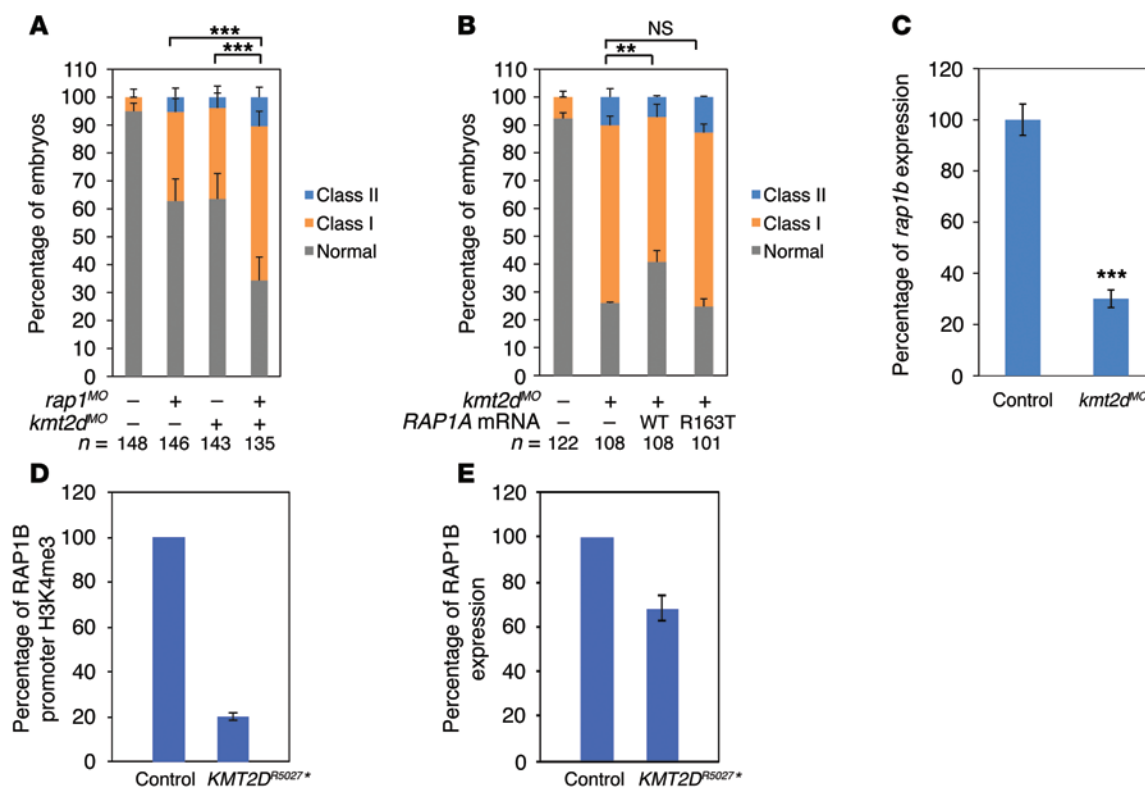 A
***
***
110
100
90
80
70
60
50
40
30
20
10
0
Percentage of embryos
Class II
Class I
Normal
rap1MO – + – +
kmt2dMO – – + +
n = 148 146 143 135
B
NS
**
110
100
90
80
70
60
50
40
30
20
10
0
Percentage of embryos
Class II
Class I
Normal
kmt2dMO – + + +
RAP1A mRNA – – WT R163T
n = 122 108 108 101
C
120
100
80
60
40
20
0
Percentage of rap1b expression
***
Control kmt2dMO
D
120
100
80
60
40
20
0
Percentage of RAP1B
promoter H3K4me3
Control KMT2DR5027*
E
120
100
80
60
40
20
0
Percentage of RAP1B
expression
Control KMT2DR5027*